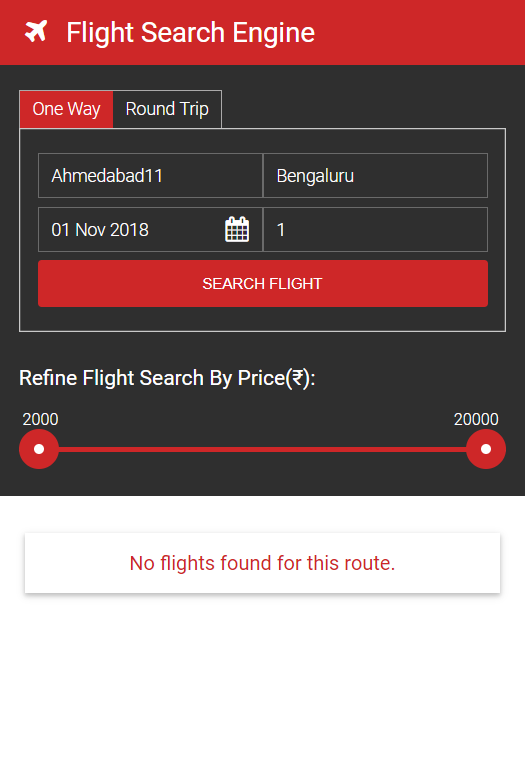 Flight Search Engine
One Way Round Trip
Ahmedabad11 Bengaluru
01 Nov 2018 1
SEARCH FLIGHT
Refine Flight Search By Price(₹):
2000 20000
No flights found for this route.